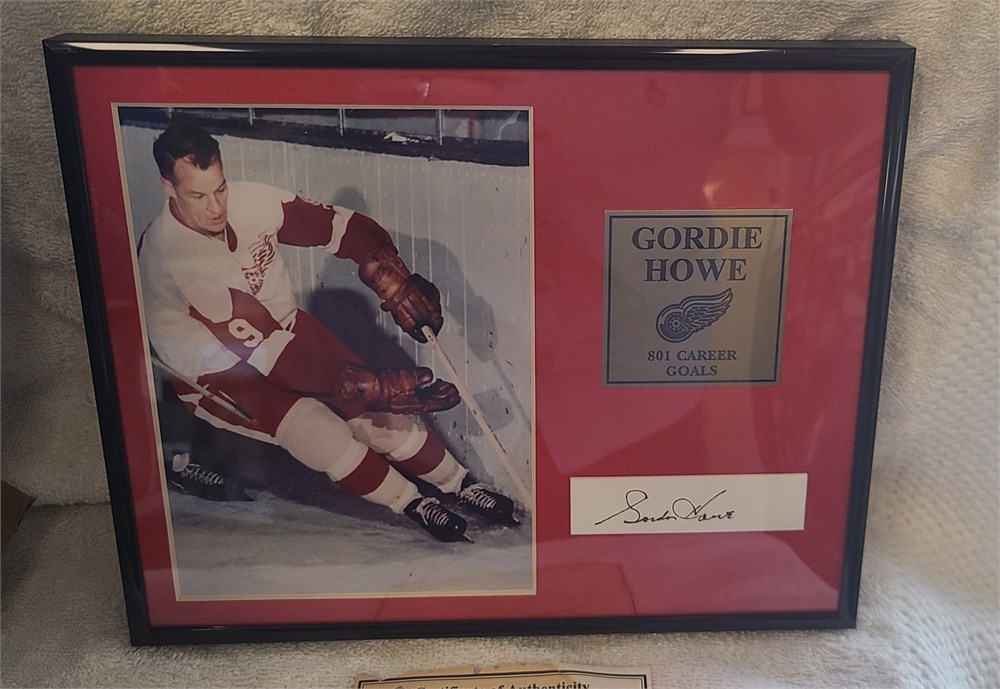 GORDIE
HOWE
801 CAREER
GOALS
Gordie Howe
9
Certificate of Authenticity